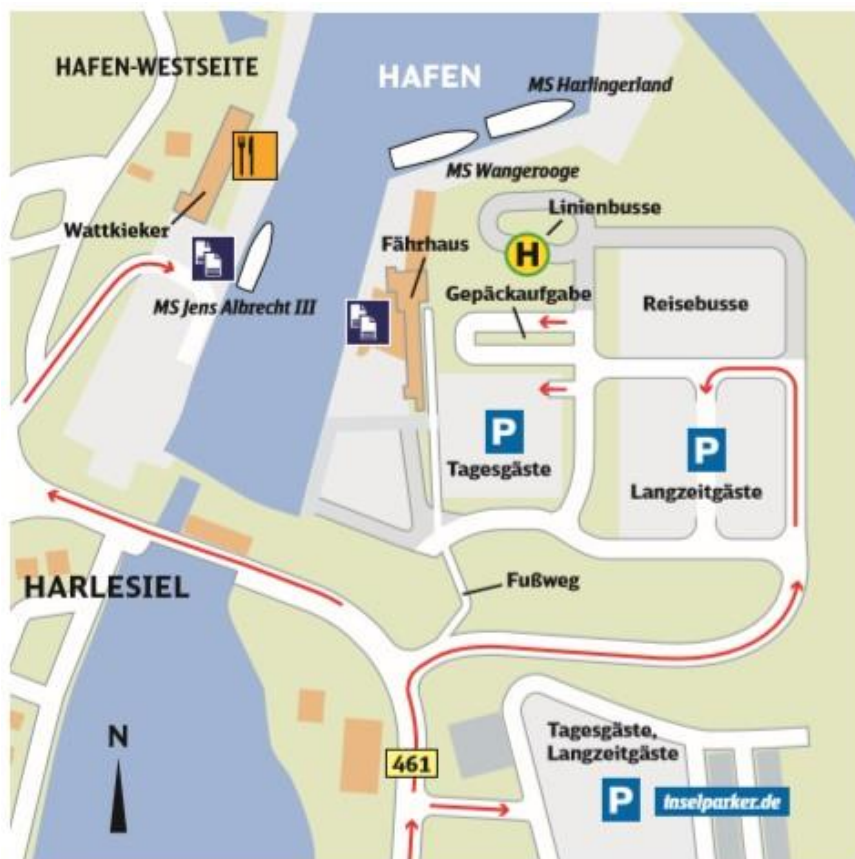 HAFEN-WESTSEITE
HAFEN
MS Harlingerland
MS Wangerooge
Wattkieker
Linienbusse
H
Fährhaus
MS Jens Albrecht III
Gepäckaufgabe
Reisebusse
P
Tagesgäste
P
Langzeitgäste
HARLESIEL
Fußweg
N
461
Tagesgäste,
Langzeitgäste
P
Inselparker.de